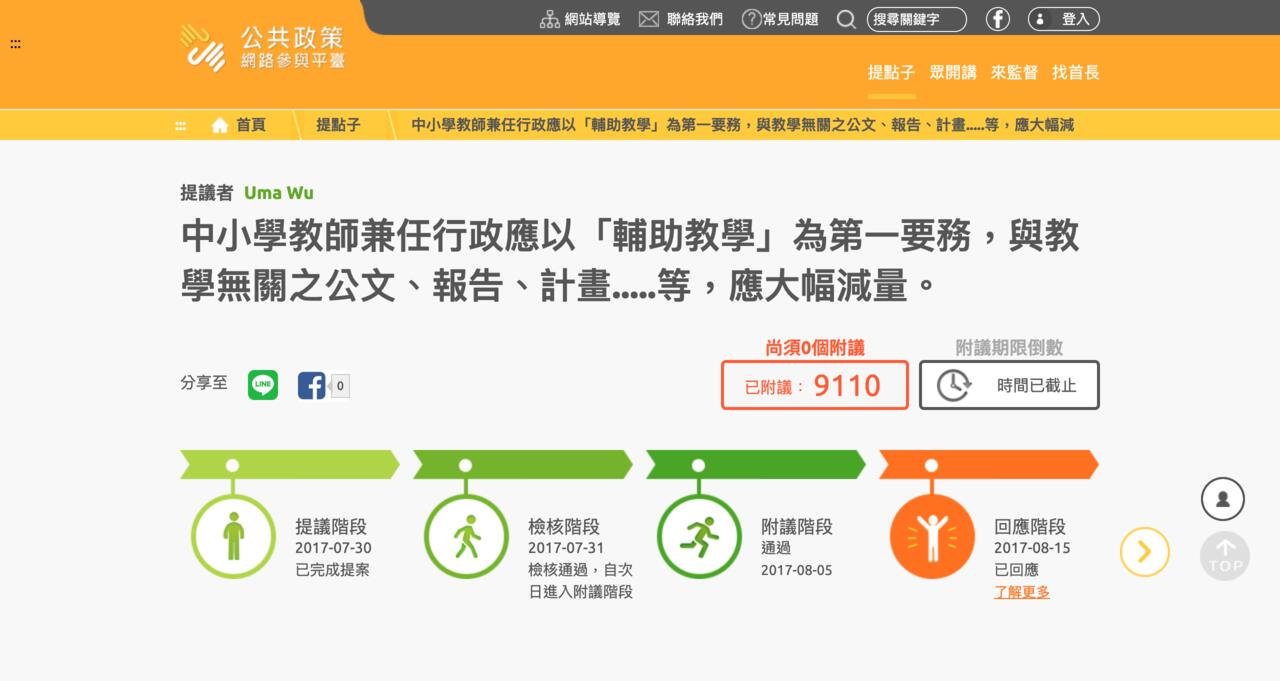 網站導覽
聯絡我們
常見問題
搜尋關鍵字
登入
公共政策
網路參與平臺
提點子
眾開講
來監督
找首長
首頁
提點子
中小學教師兼任行政應以「輔助教學」為第一要務，與教學無關之公文、報告、計畫.....等，應大幅減
提議者 Uma Wu
中小學教師兼任行政應以「輔助教學」為第一要務，與教
學無關之公文、報告、計畫.....等，應大幅減量。
尚須0個附議
附議期限倒數
分享至
LINE
0
已附議： 9110
時間已截止
提議階段
2017-07-30
已完成提案
檢核階段
2017-07-31
檢核通過，自次
日進入附議階段
附議階段
通過
2017-08-05
回應階段
2017-08-15
已回應
了解更多
TOP